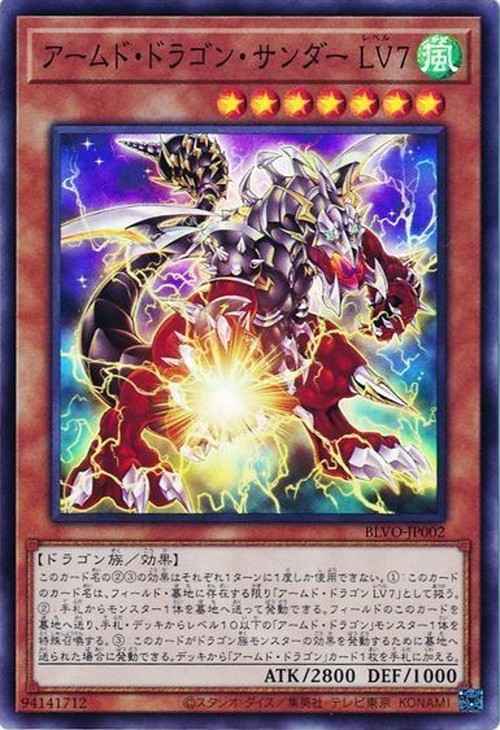 アームド・ドラゴン・サンダー LV7
風
BLVO-JP002
【ドラゴン族／効果】
このカード名の②③の効果はそれぞれ1ターンに1度しか使用できない。①：このカード
のカード名は、フィールド・墓地に存在する限り「アームド・ドラゴン LV7」として扱う。
②：手札からモンスター1体を墓地へ送って発動できる。フィールドのこのカードを
墓地へ送り、手札・デッキからレベル10以下の「アームド・ドラゴン」モンスター1体を
特殊召喚する。③：このカードがドラゴン族モンスターの効果を発動するために墓地へ
送られた場合に発動できる。デッキから「アームド・ドラゴン」カード1枚を手札に加える。
ATK/2800 DEF/1000
94141712 ©スタジオ・ダイス／集英社・テレビ東京・KONAMI